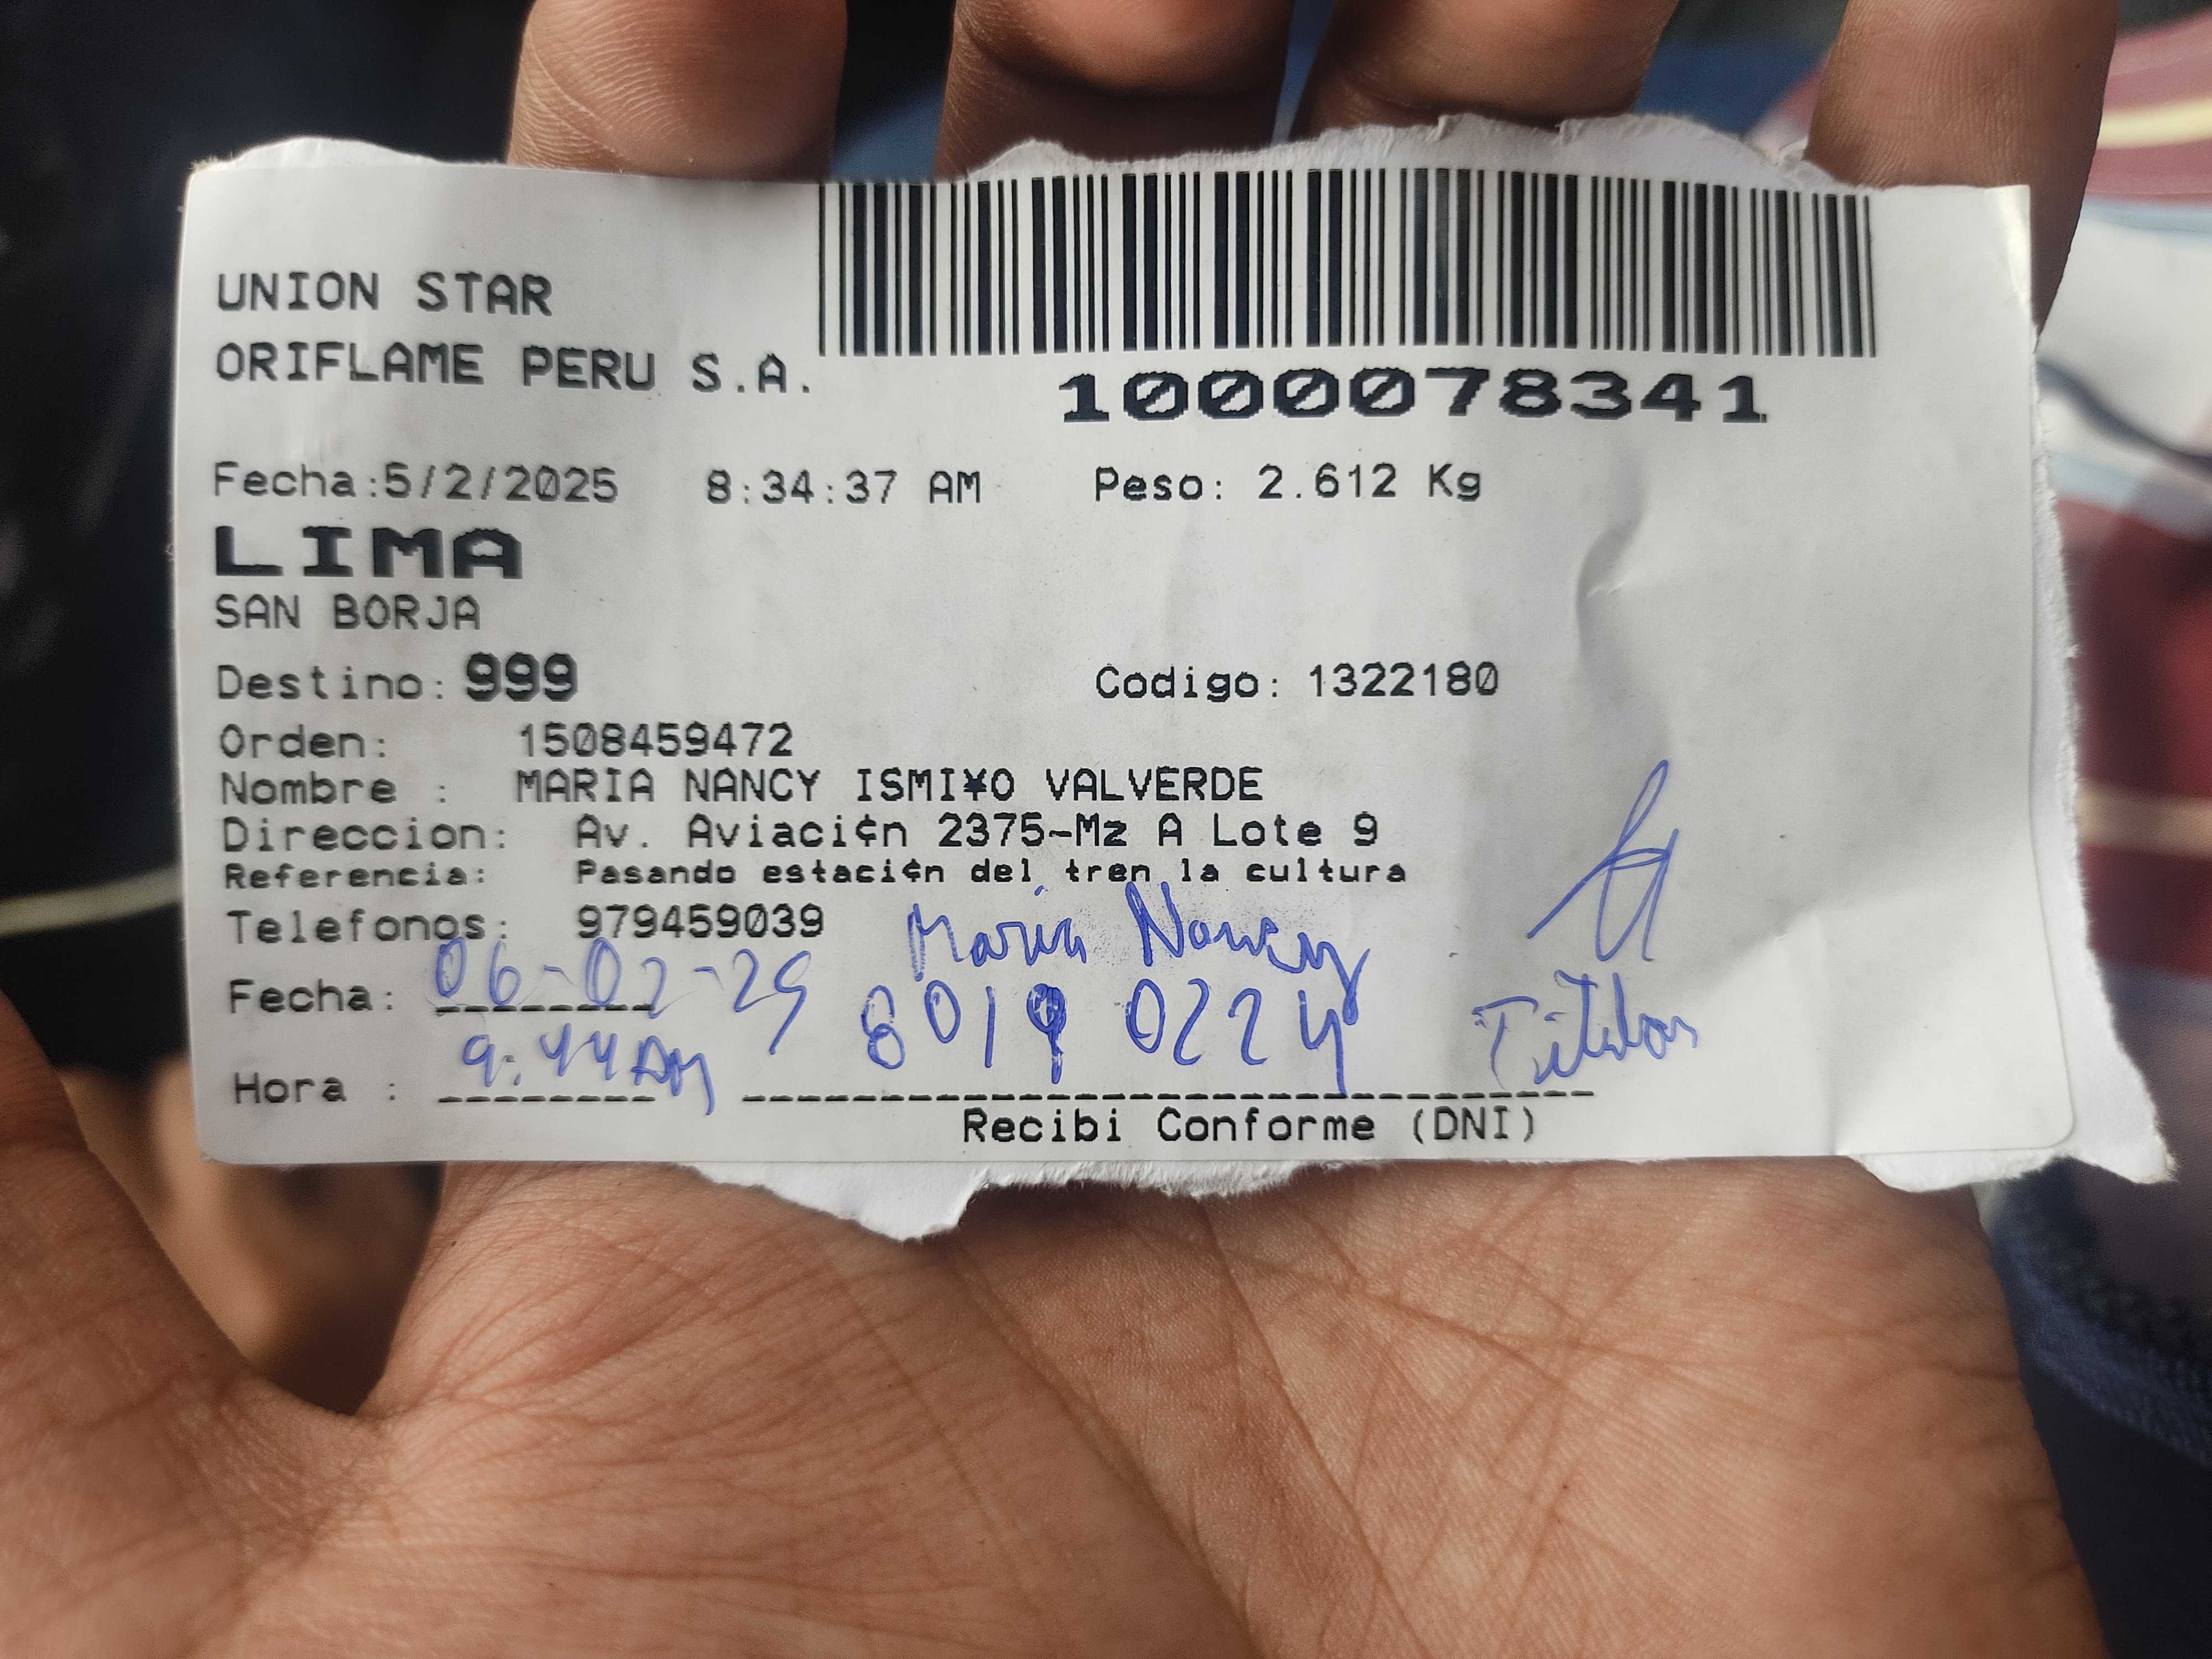 UNION STAR
ORIFLAME PERU S.A.
1000078341
Fecha:5/2/2025 8:34:37 AM Peso: 2.612 Kg
LIMA
SAN BORJA
Destino: 999 Codigo: 1322180
Orden: 1508459472
Nombre : MARIA NANCY ISMI¥O VALVERDE
Direccion: Av. Aviaci¢n 2375-Mz A Lote 9
Referencia: Pasando estaci¢n del tren la cultura
Telefonos: 979459039 Maria Nancy
Fecha: 06-02-25 8019 0224 Titular
Hora : 9:44 AM
Recibi Conforme (DNI)